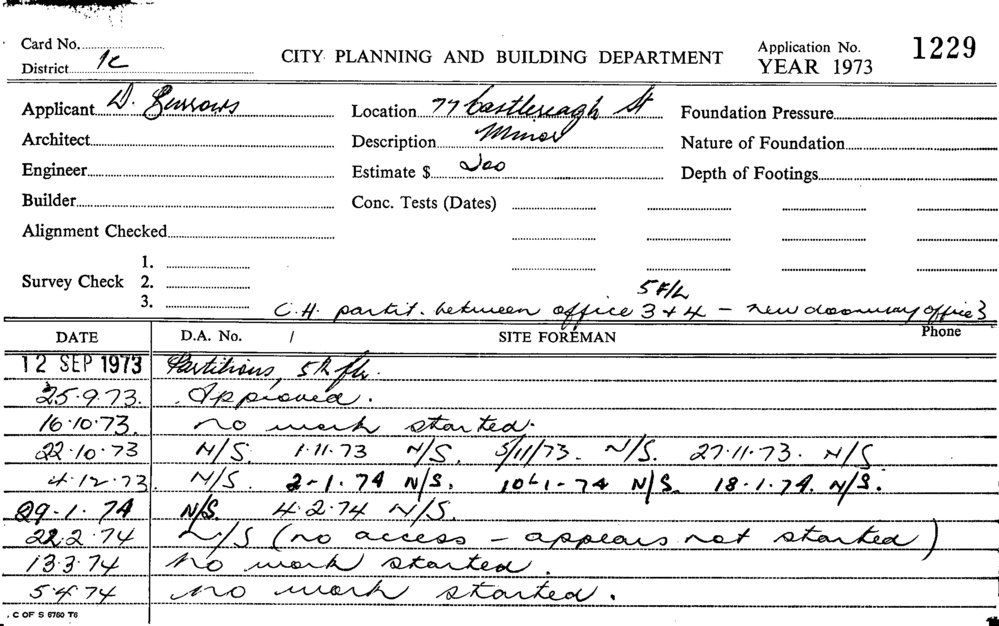 Card No.
District 1c
CITY PLANNING AND BUILDING DEPARTMENT
Application No. 1229
YEAR 1973
Applicant D. Burrows
Location 77 Castlereagh St
Foundation Pressure
Architect
Description Minor
Nature of Foundation
Engineer
Estimate $ 200
Depth of Footings
Builder
Conc. Tests (Dates)
Alignment Checked
Survey Check
1.
2.
3.
5 F/L
C.H. partit. between office 3 + 4 - new doorway office 3
DATE D.A. No. / SITE FOREMAN Phone
12 SEP 1973 Partitions, 5th flr.
25.9.73. Approved.
16.10.73. no work started.
22.10.73 N/S. 1.11.73 N/S. 5/11/73. N/S. 27.11.73. N/S
4.12.73. N/S. 2-1.74 N/S. 10-1-74 N/S. 18.1.74. N/S.
29-1.74 N/S. 4.2.74 N/S.
22.2.74 N/S (no access - appears not started)
13.3.74 No work started.
5.4.74 no work started.
C OF S 6760 T6